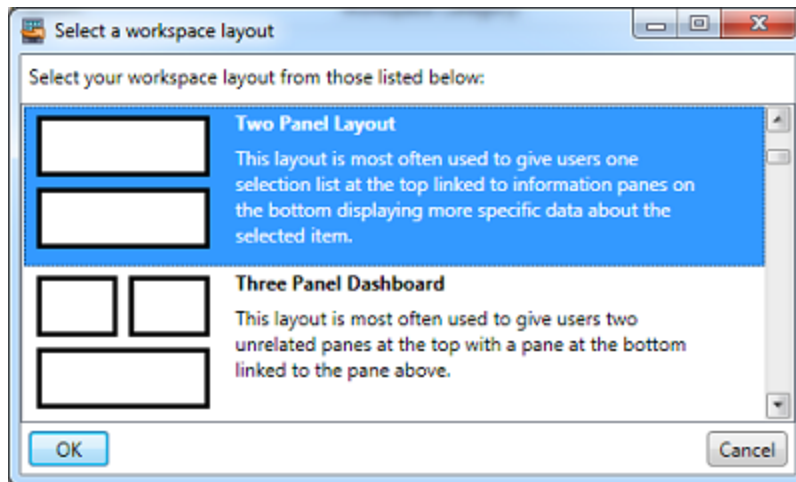 Select a workspace layout
Select your workspace layout from those listed below:
Two Panel Layout
This layout is most often used to give users one
selection list at the top linked to information panes on
the bottom displaying more specific data about the
selected item.
Three Panel Dashboard
This layout is most often used to give users two
unrelated panes at the top with a pane at the bottom
linked to the pane above.
OK
Cancel